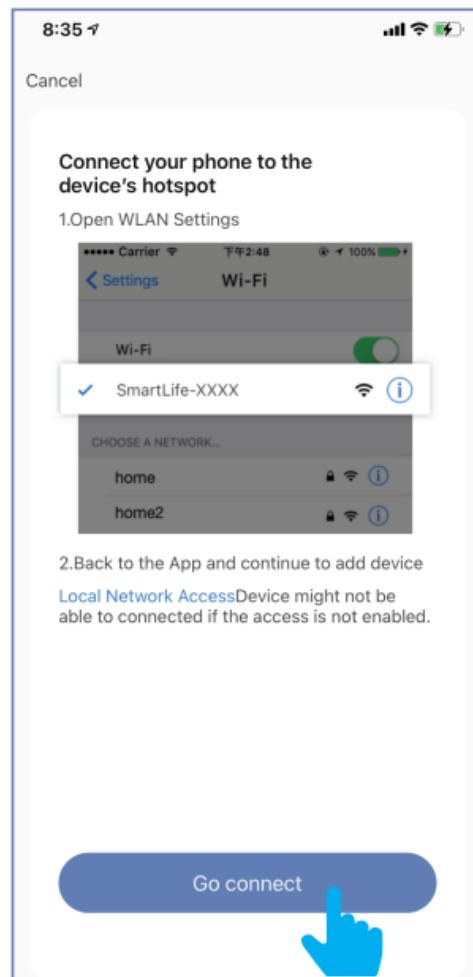 8:35
Cancel
Connect your phone to the
device's hotspot
1.Open WLAN Settings
Carrier 下午2:48 100%
Settings Wi-Fi
Wi-Fi
SmartLife-XXXX
CHOOSE A NETWORK...
home
home2
2.Back to the App and continue to add device
Local Network AccessDevice might not be
able to connected if the access is not enabled.
Go connect